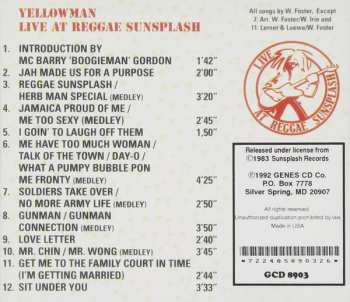 YELLOWMAN
LIVE AT REGGAE SUNSPLASH
All songs by W. Foster, Except
J. Arr. W. Foster/W. Irie and
11: Lerner & Loewe/W. Foster
1. INTRODUCTION BY
MC BARRY 'BOOGIEMAN' GORDON 1'42"
2. JAH MADE US FOR A PURPOSE 2'00"
3. REGGAE SUNSPLASH /
HERB MAN SPECIAL (MEDLEY) 3'20"
4. JAMAICA PROUD OF ME /
ME TOO SEXY (MEDLEY) 2'45"
5. I GOIN' TO LAUGH OFF THEM 1,50"
6. ME HAVE TOO MUCH WOMAN /
TALK OF THE TOWN / DAY-O /
WHAT A PUMPY BUBBLE PON
ME FRONTY (MEDLEY) 4'25"
7. SOLDIERS TAKE OVER /
NO MORE ARMY LIFE (MEDLEY) 2'50"
8. GUNMAN / GUNMAN
CONNECTION (MEDLEY) 3'50"
9. LOVE LETTER 2'40"
10. MR. CHIN / MR. WONG (MEDLEY) 3'25"
11. GET ME TO THE FAMILY COURT IN TIME
(I'M GETTING MARRIED) 2'44"
12. SIT UNDER YOU 3'33"
LIVE
AT REGGAE SUNSPLASH
Released under license from
©1983 Sunsplash Records
℗1992 GENES CD Co.
P.O. Box 7778
Silver Spring, MD 20907
All rights reserved.
Unauthorized duplication prohibited by law.
Made in USA
7 22485 89032 6
GCD 8903